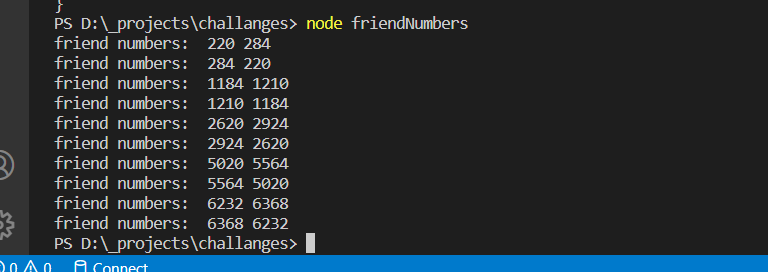 }
PS D:\_projects\challanges> node friendNumbers
friend numbers:  220 284
friend numbers:  284 220
friend numbers:  1184 1210
friend numbers:  1210 1184
friend numbers:  2620 2924
friend numbers:  2924 2620
friend numbers:  5020 5564
friend numbers:  5564 5020
friend numbers:  6232 6368
friend numbers:  6368 6232
PS D:\_projects\challanges>
0 0 Connect